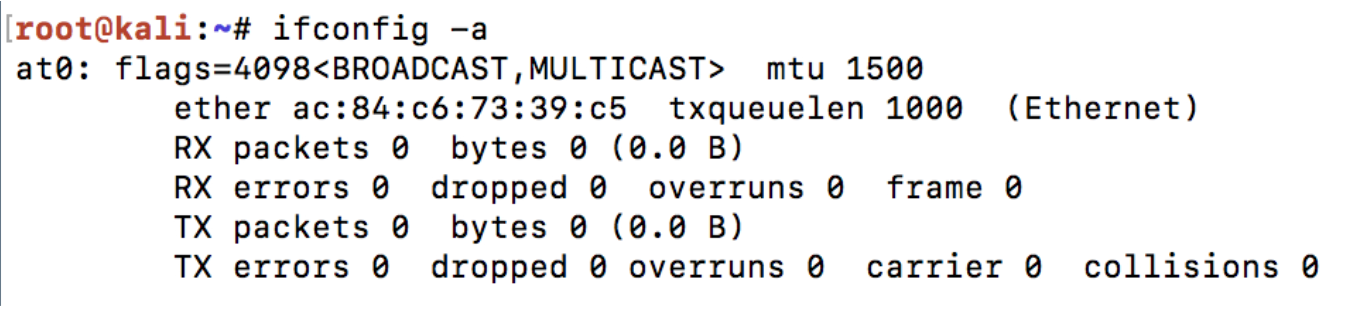 [root@kali:~# ifconfig -a
at0: flags=4098<BROADCAST,MULTICAST>  mtu 1500
        ether ac:84:c6:73:39:c5  txqueuelen 1000  (Ethernet)
        RX packets 0  bytes 0 (0.0 B)
        RX errors 0  dropped 0  overruns 0  frame 0
        TX packets 0  bytes 0 (0.0 B)
        TX errors 0  dropped 0 overruns 0  carrier 0  collisions 0